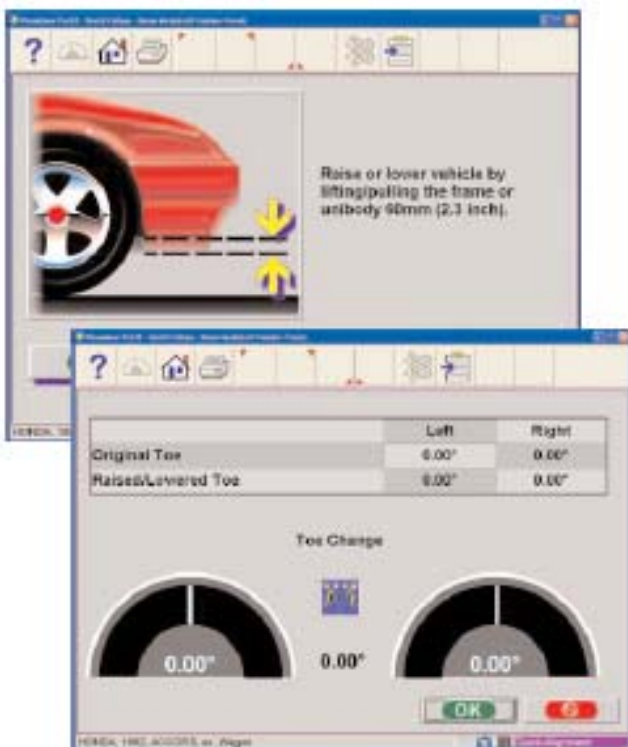 ?
Raise or lower vehicle by
lifting/pulling the frame or
unibody 60mm (2.3 inch).
HONDA, 19
?
Left Right
Original Toe 0.00° 0.00°
Raised/Lowered Toe 0.00° 0.00°
Toe Change
0.00° 0.00° 0.00°
OK
HONDA, 1992, ACCORD, Wagon